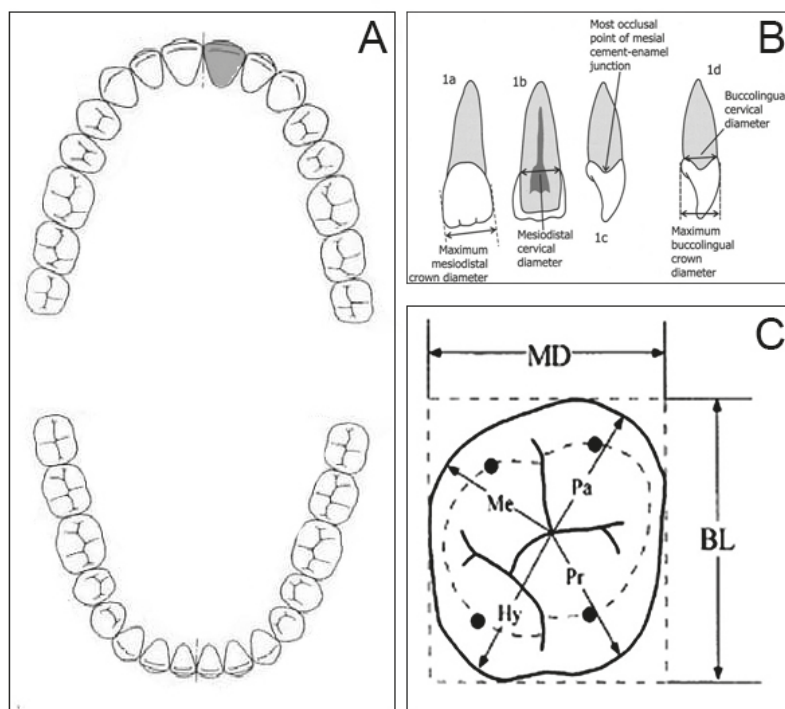 A
B
Most occlusal
point of mesial
cement-enamel
junction
1a
1b
1d
Buccolingual
cervical
diameter
1c
Maximum
mesiodistal
crown diameter
Mesiodistal
cervical
diameter
Maximum
buccolingual
crown
diameter
C
MD
Me
Pa
BL
Pr
Hy